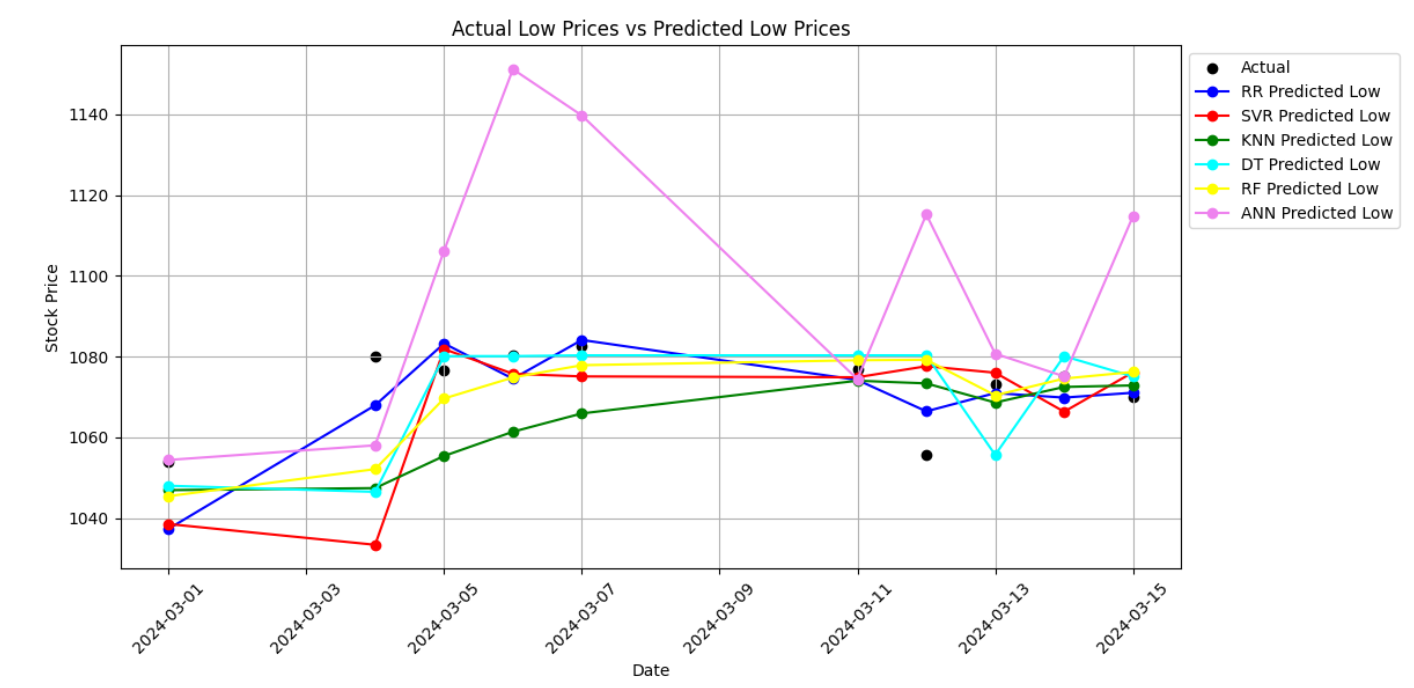 Actual Low Prices vs Predicted Low Prices
Stock Price
1140
1120
1100
1080
1060
1040
2024-03-01
2024-03-03
2024-03-05
2024-03-07
2024-03-09
2024-03-11
2024-03-13
2024-03-15
Date
Actual
RR Predicted Low
SVR Predicted Low
KNN Predicted Low
DT Predicted Low
RF Predicted Low
ANN Predicted Low